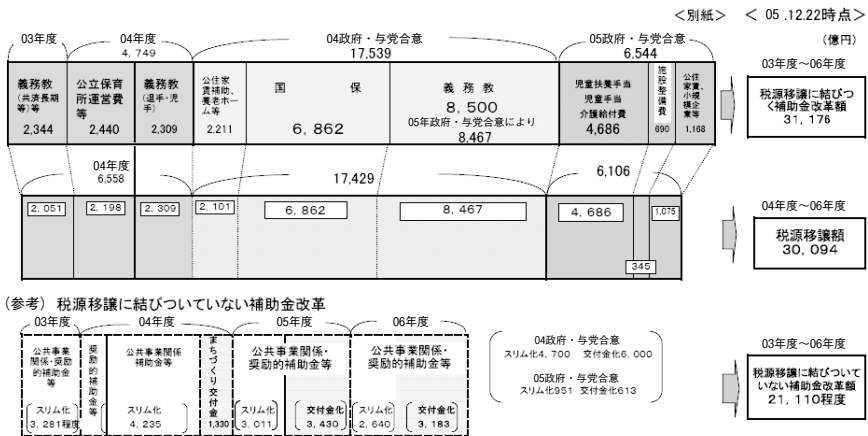 <別紙> < 05 .12.22時点>
(億円)
03年度
04年度
4,749
04政府・与党合意
17,539
05政府・与党合意
6,544
03年度～06年度
義務教
(共済長期
等)等
2,344
公立保育
所運営費
等
2,440
義務教
(退手・児
手)
2,309
公住家
賃補助、
養老ホー
ム等
2,211
国 保
6,862
義 務 教
8,500
05年政府・与党合意により
8,467
児童扶養手当
児童手当
介護給付費
4,686
施設整備費
690
公住
家賃、
小規
模企
業等
1,168
税源移譲に結びつ
く補助金改革額
31,176
04年度
6,558
17,429
6,106
2,051
2,198
2,309
2,101
6,862
8,467
4,686
345
1,075
04年度～06年度
税源移譲額
30,094
(参考) 税源移譲に結びついていない補助金改革
03年度
04年度
05年度
06年度
公共事業
関係・奨励
的補助金
等
スリム化
3,281程度
奨励的補助金等
公共事業関係
補助金等
スリム化
4,235
まちづくり交付金
1,330
公共事業関係・
奨励的補助金等
スリム化
3,011
交付金化
3,430
公共事業関係・
奨励的補助金等
スリム化
2,640
交付金化
3,183
04政府・与党合意
スリム化4,700 交付金化6,000
05政府・与党合意
スリム化951 交付金化613
03年度～06年度
税源移譲に結びついて
いない補助金改革額
21,110程度